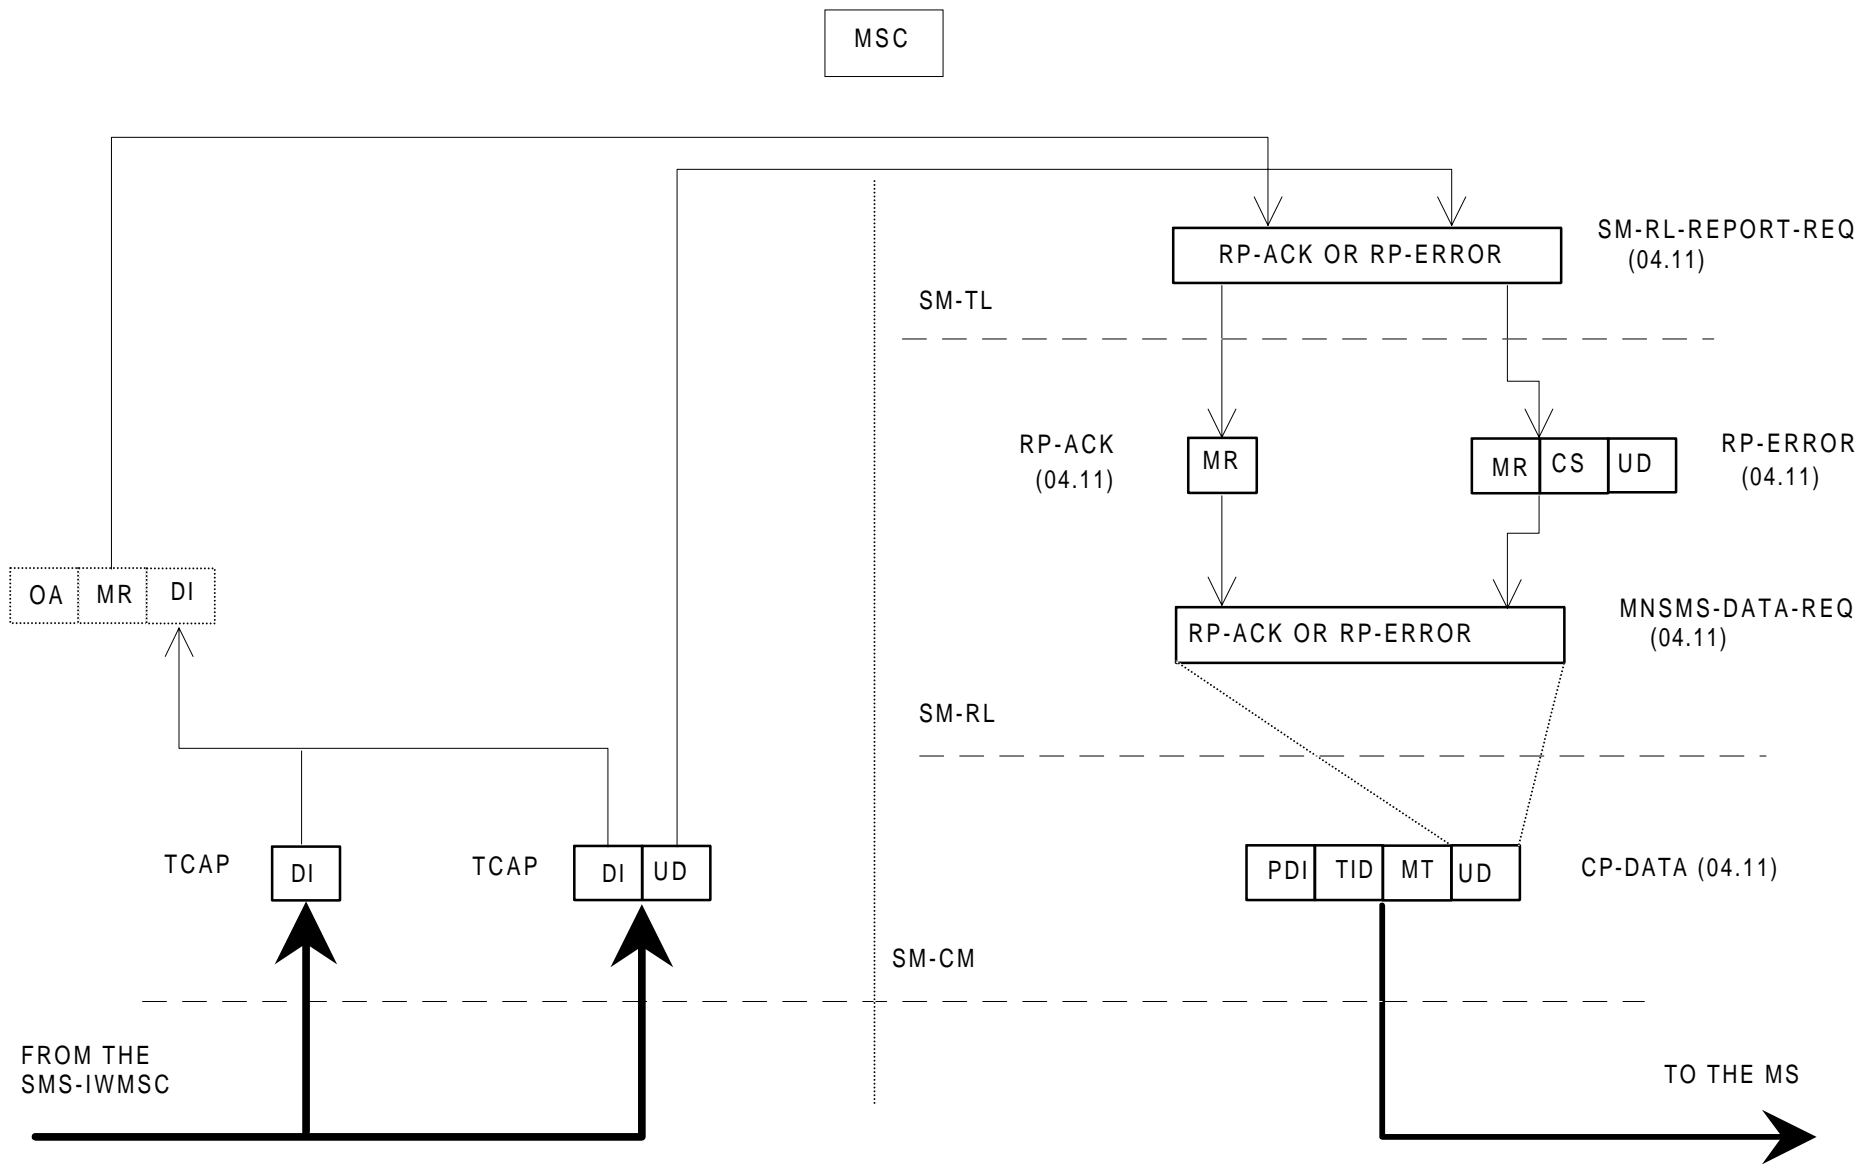 MSC
SM-RL-REPORT-REQ
(04.11)
RP-ACK OR RP-ERROR
SM-TL
RP-ACK
(04.11)
MR
MR CS UD
RP-ERROR
(04.11)
OA MR DI
MNSMS-DATA-REQ
(04.11)
RP-ACK OR RP-ERROR
SM-RL
TCAP DI
TCAP DI UD
PDI TID MT UD
CP-DATA (04.11)
SM-CM
FROM THE
SMS-IWMSC
TO THE MS